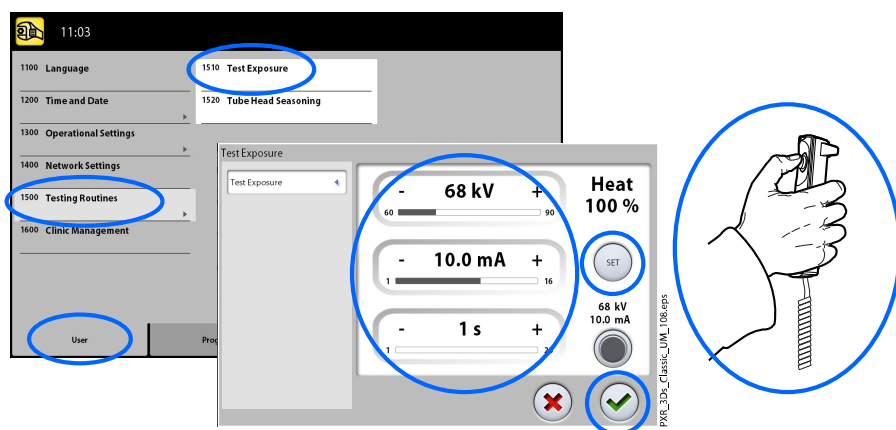 11:03
1100 Language
1510 Test Exposure
1200 Time and Date
1520 Tube Head Seasoning
1300 Operational Settings
1400 Network Settings
1500 Testing Routines
1600 Clinic Management
User
Test Exposure
Test Exposure
- 68 kV +
60 90
Heat
100 %
- 10.0 mA +
1 16
SET
68 kV
10.0 mA
- 1 s +
1
PXR_3Ds_Classic_UM_108.eps